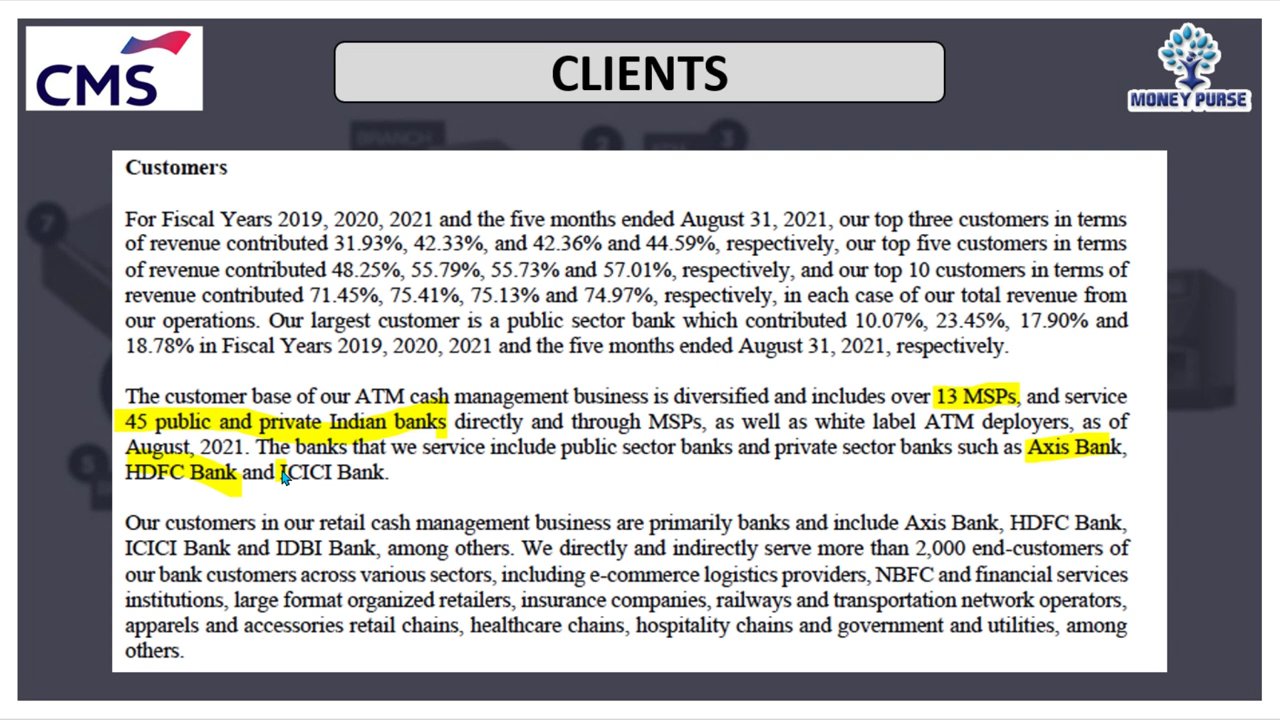 CMS
CLIENTS
MONEY PURSE
BRANCH
7
2
3
5
Customers
For Fiscal Years 2019, 2020, 2021 and the five months ended August 31, 2021, our top three customers in terms
of revenue contributed 31.93%, 42.33%, and 42.36% and 44.59%, respectively, our top five customers in terms
of revenue contributed 48.25%, 55.79%, 55.73% and 57.01%, respectively, and our top 10 customers in terms of
revenue contributed 71.45%, 75.41%, 75.13% and 74.97%, respectively, in each case of our total revenue from
our operations. Our largest customer is a public sector bank which contributed 10.07%, 23.45%, 17.90% and
18.78% in Fiscal Years 2019, 2020, 2021 and the five months ended August 31, 2021, respectively.
The customer base of our ATM cash management business is diversified and includes over 13 MSPs, and service
45 public and private Indian banks directly and through MSPs, as well as white label ATM deployers, as of
August, 2021. The banks that we service include public sector banks and private sector banks such as Axis Bank,
HDFC Bank and ICICI Bank.
Our customers in our retail cash management business are primarily banks and include Axis Bank, HDFC Bank,
ICICI Bank and IDBI Bank, among others. We directly and indirectly serve more than 2,000 end-customers of
our bank customers across various sectors, including e-commerce logistics providers, NBFC and financial services
institutions, large format organized retailers, insurance companies, railways and transportation network operators,
apparels and accessories retail chains, healthcare chains, hospitality chains and government and utilities, among
others.